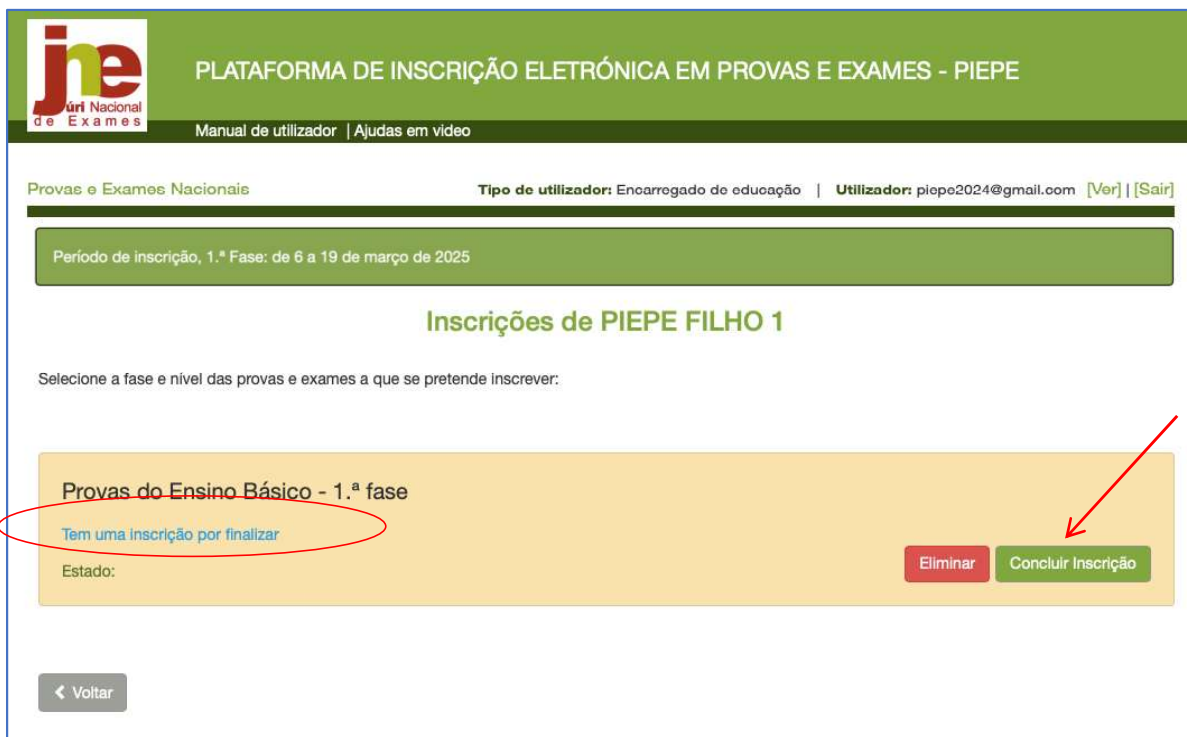 jne
Júri Nacional
de Exames
PLATAFORMA DE INSCRIÇÃO ELETRÓNICA EM PROVAS E EXAMES - PIEPE
Manual de utilizador | Ajudas em video
Provas e Exames Nacionais
Tipo de utilizador: Encarregado de educação | Utilizador: piepe2024@gmail.com [Ver] | [Sair]
Período de inscrição, 1.ª Fase: de 6 a 19 de março de 2025
Inscrições de PIEPE FILHO 1
Selecione a fase e nível das provas e exames a que se pretende inscrever:
Provas do Ensino Básico - 1.ª fase
Tem uma inscrição por finalizar
Estado:
Eliminar
Concluir Inscrição
Voltar